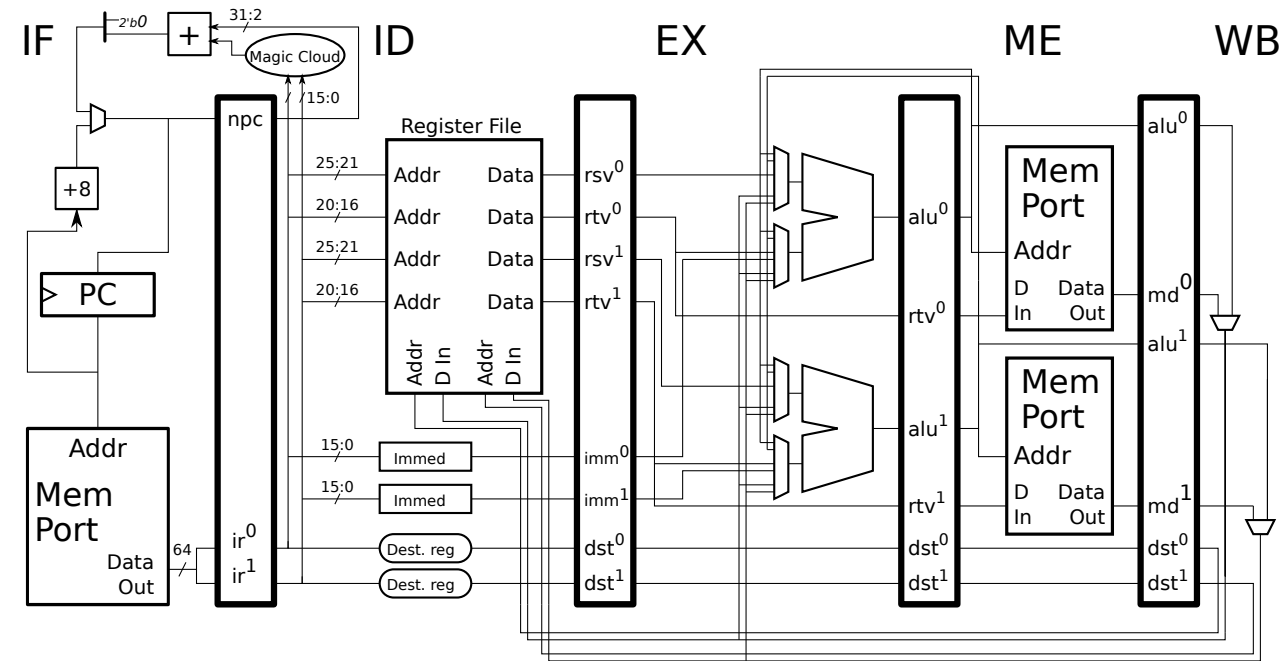 IF
ID
EX
ME
WB
2'b0
+
31:2
Magic Cloud
15:0
npc
+8
PC
Addr
Mem
Port
Data
Out
64
ir0
ir1
Register File
25:21
Addr
Data
20:16
Addr
Data
25:21
Addr
Data
20:16
Addr
Data
Addr
D In
Addr
D In
15:0
Immed
15:0
Immed
Dest. reg
Dest. reg
rsv0
rtv0
rsv1
rtv1
imm0
imm1
dst0
dst1
alu0
rtv0
alu1
rtv1
dst0
dst1
Mem
Port
Addr
D Data
In Out
Mem
Port
Addr
D Data
In Out
alu0
md0
alu1
md1
dst0
dst1